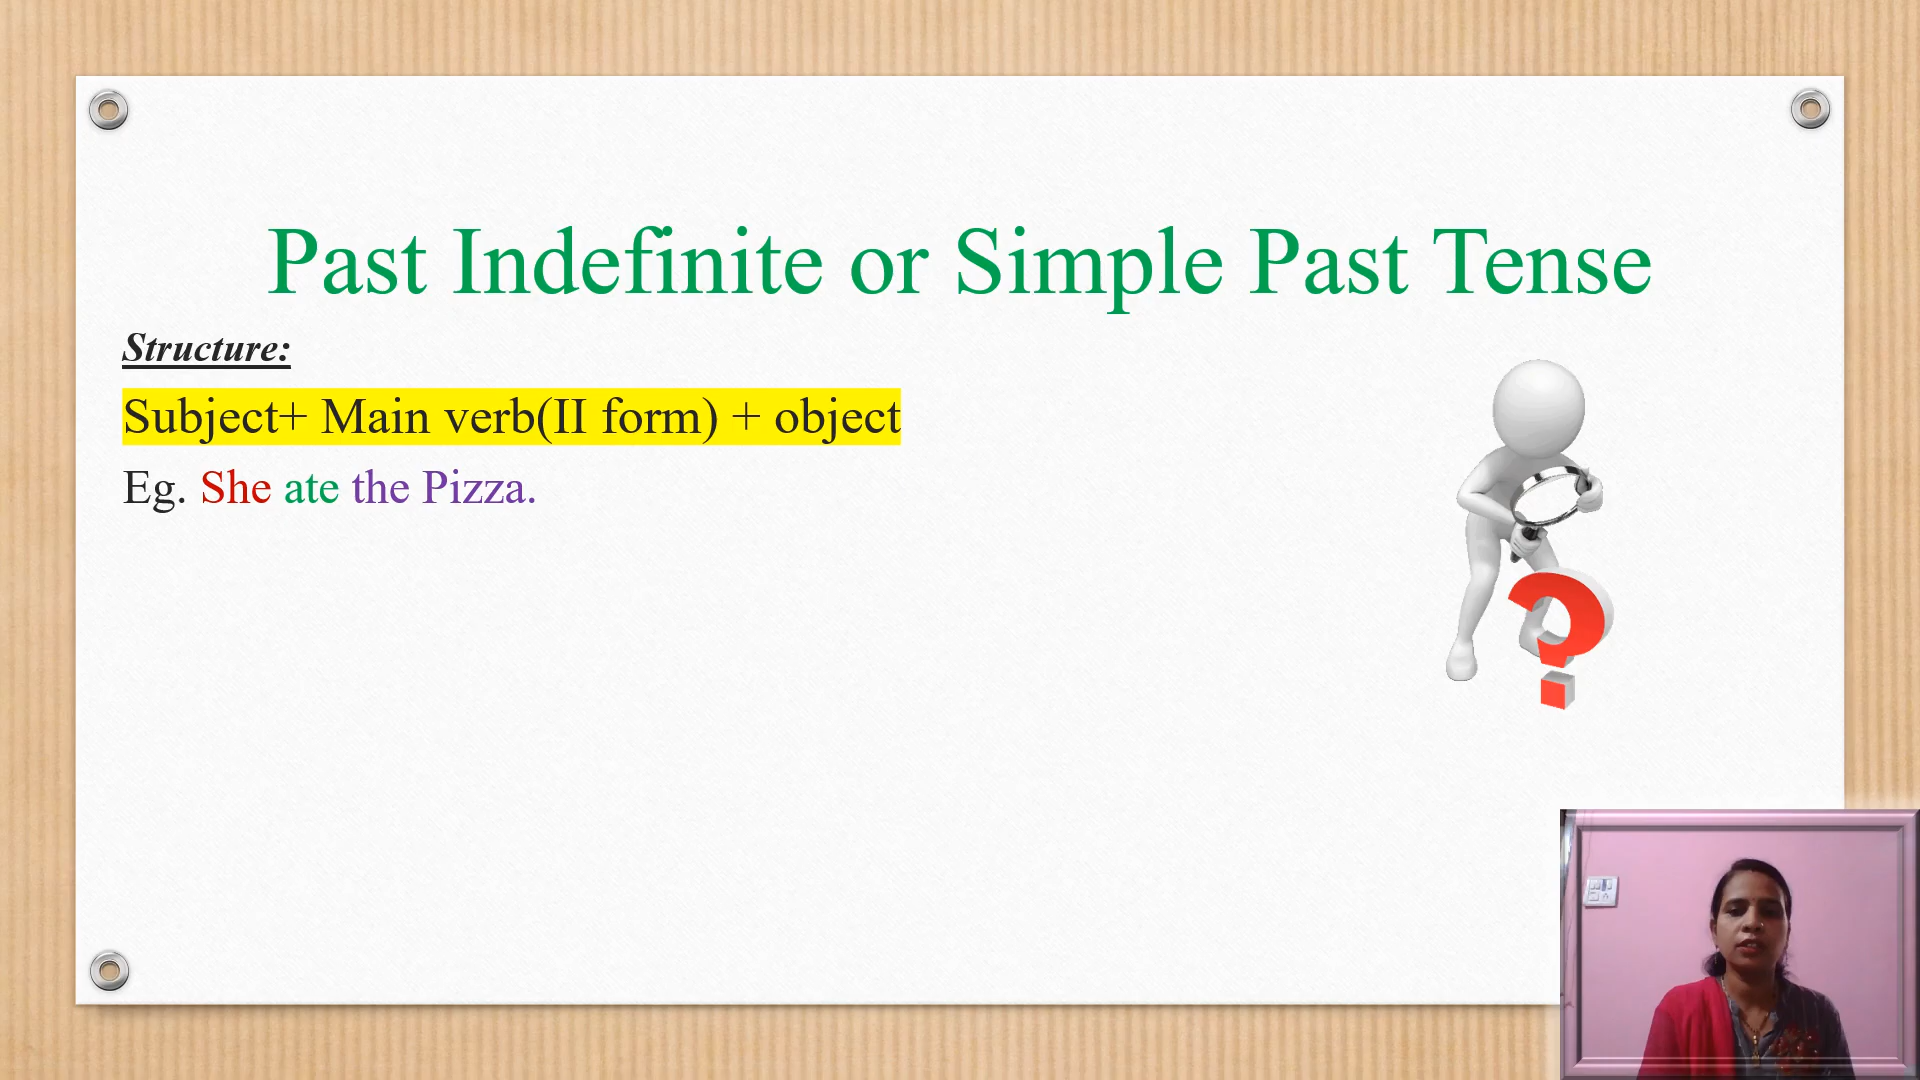 Past Indefinite or Simple Past Tense
Structure:
Subject+ Main verb(II form) + object
Eg. She ate the Pizza.